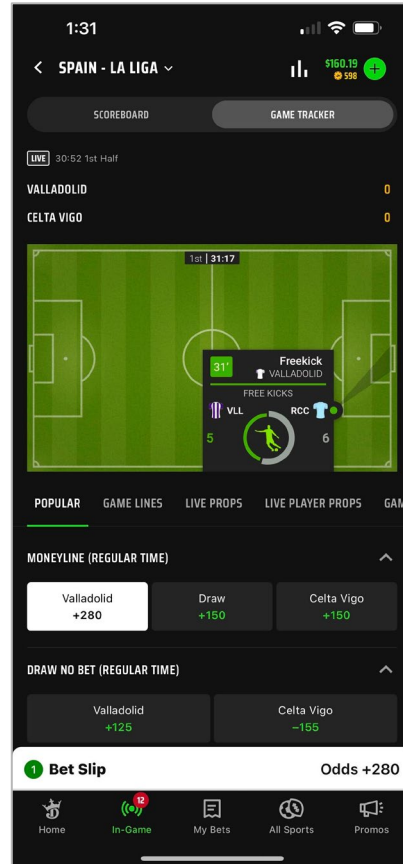 1:31
SPAIN - LA LIGA
$160.19
598
SCOREBOARD
GAME TRACKER
LIVE 30:52 1st Half
VALLADOLID 0
CELTA VIGO 0
1st | 31:17
31' Freekick
VALLADOLID
FREE KICKS
VLL RCC
5 6
POPULAR GAME LINES LIVE PROPS LIVE PLAYER PROPS GAM
MONEYLINE (REGULAR TIME)
Valladolid Draw Celta Vigo
+280 +150 +150
DRAW NO BET (REGULAR TIME)
Valladolid Celta Vigo
+125 −155
1 Bet Slip Odds +280
12
Home In-Game My Bets All Sports Promos